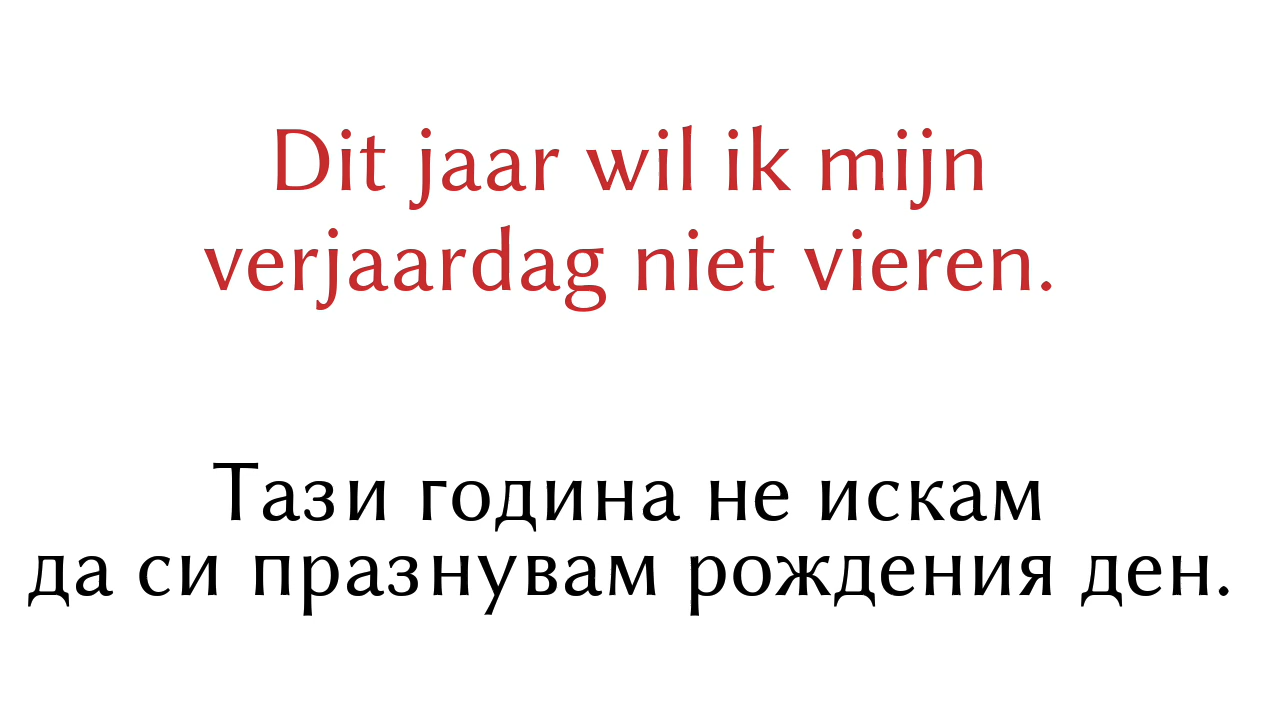 Dit jaar wil ik mijn
verjaardag niet vieren.
Тази година не искам
да си празнувам рождения ден.